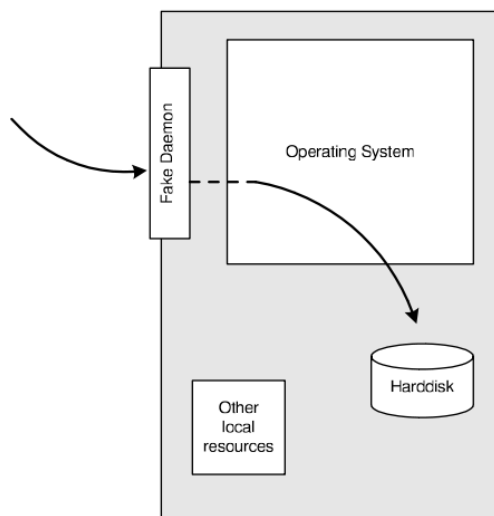 Operating System
Fake Daemon
Harddisk
Other
local
resources